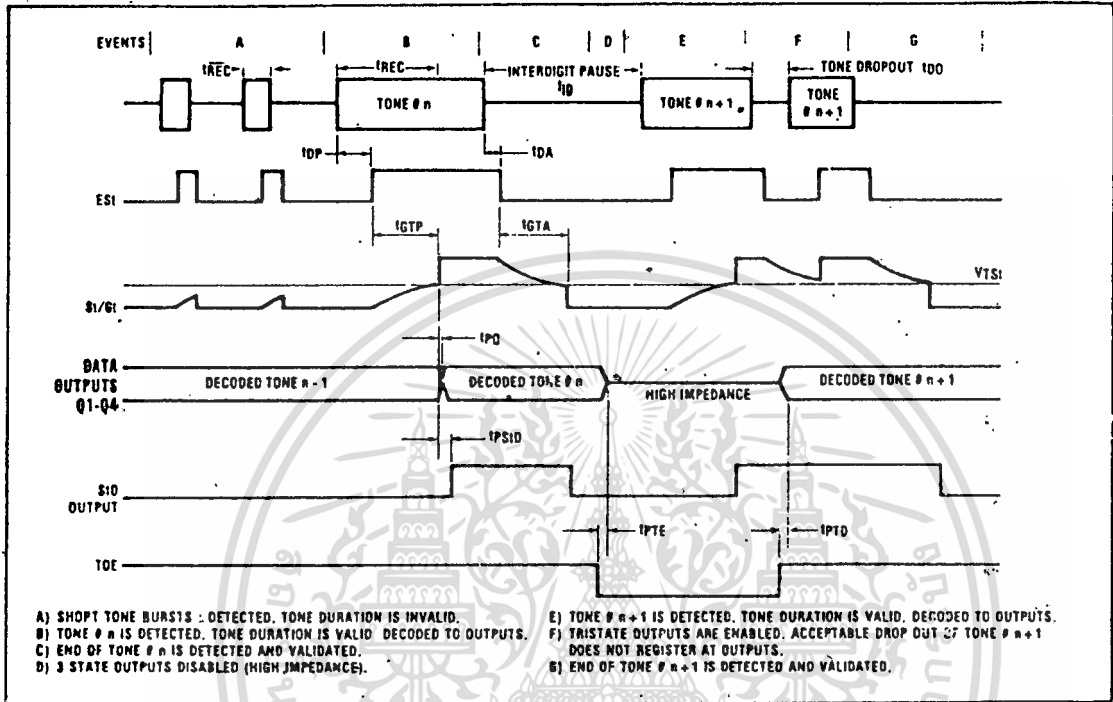 EVENTS A B C D E F G
tREC tREC INTERDIGIT PAUSE tID TONE DROPOUT tDO
TONE # n TONE # n+1 TONE # n+1
tDP tDA
ESt
tGTP tGTA
VTSt
St/Gt
tPQ
DATA OUTPUTS Q1-Q4
DECODED TONE n-1 DECODED TONE # n HIGH IMPEDANCE DECODED TONE # n+1
tPStD
StD OUTPUT
tPTE tPTD
TOE
A) SHOPT TONE BURSTS : DETECTED. TONE DURATION IS INVALID.
B) TONE # n IS DETECTED. TONE DURATION IS VALID DECODED TO OUTPUTS.
C) END OF TONE # n IS DETECTED AND VALIDATED.
D) 3 STATE OUTPUTS DISABLED (HIGH IMPEDANCE).
E) TONE # n+1 IS DETECTED. TONE DURATION IS VALID. DECODED TO OUTPUTS.
F) TRISTATE OUTPUTS ARE ENABLED. ACCEPTABLE DROP OUT OF TONE # n+1
DOES NOT REGISTER AT OUTPUTS.
G) END OF TONE # n+1 IS DETECTED AND VALIDATED.